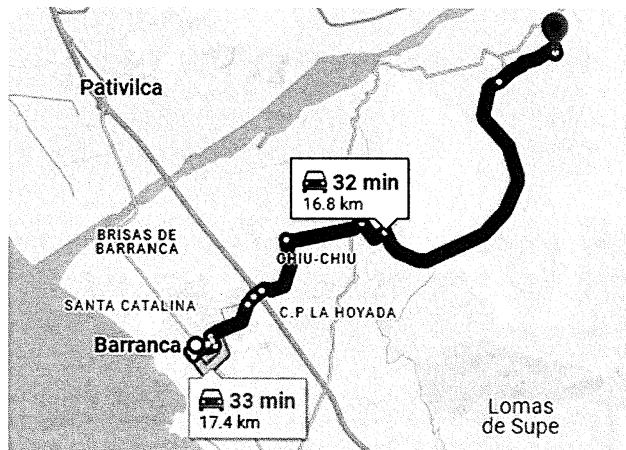 Pativilca
32 min
16.8 km
BRISAS DE
BARRANCA
CHIU-CHIU
SANTA CATALINA
C.P LA HOYADA
Barranca
33 min
17.4 km
Lomas
de Supe